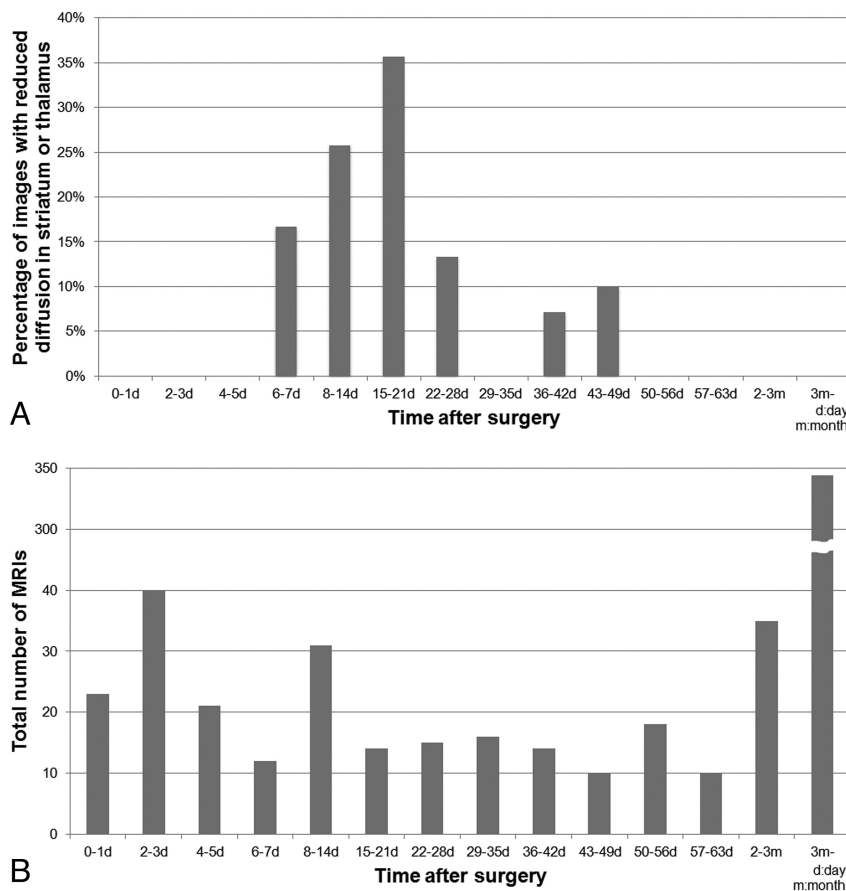 40%
35%
30%
25%
20%
15%
10%
5%
0%
Percentage of images with reduced
diffusion in striatum or thalamus
0-1d 2-3d 4-5d 6-7d 8-14d 15-21d 22-28d 29-35d 36-42d 43-49d 50-56d 57-63d 2-3m 3m-
Time after surgery
d:day
m:month
A
350
300
40
30
20
10
0
Total number of MRIs
0-1d 2-3d 4-5d 6-7d 8-14d 15-21d 22-28d 29-35d 36-42d 43-49d 50-56d 57-63d 2-3m 3m-
Time after surgery
d:day
m:month
B